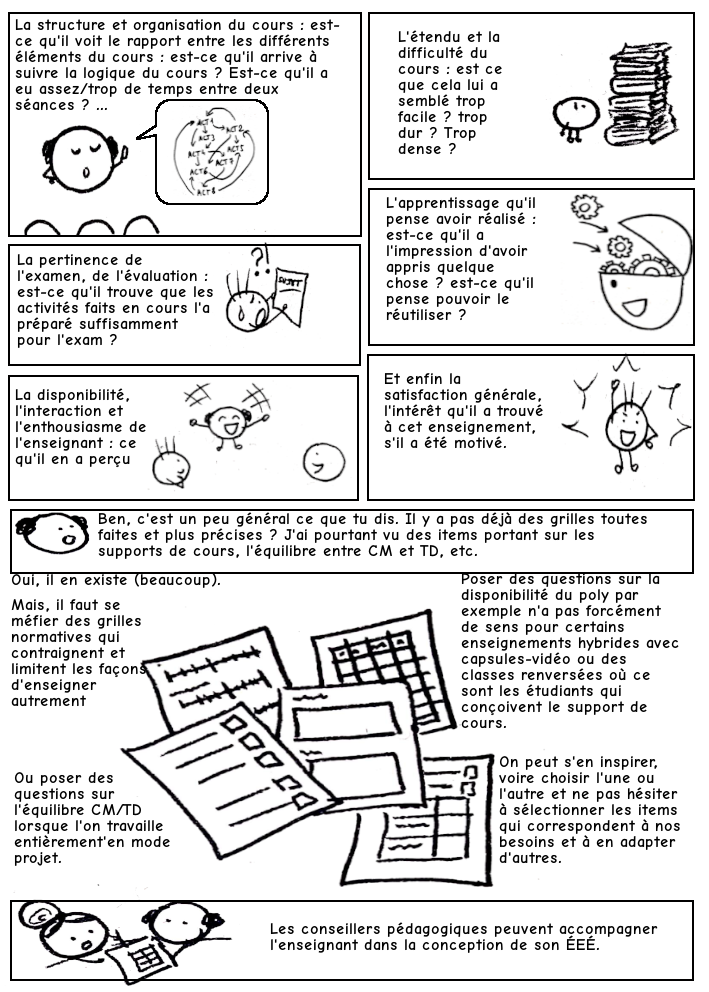 La structure et organisation du cours : est-
ce qu'il voit le rapport entre les différents
éléments du cours : est-ce qu'il arrive à
suivre la logique du cours ? Est-ce qu'il a
eu assez/trop de temps entre deux
séances ? ...
ACT1
ACT2
ACT3
ACT4
ACT5
ACT7
ACT6
ACT8
L'étendu et la
difficulté du
cours : est ce
que cela lui a
semblé trop
facile ? trop
dur ? Trop
dense ?
L'apprentissage qu'il
pense avoir réalisé :
est-ce qu'il a
l'impression d'avoir
appris quelque
chose ? est-ce qu'il
pense pouvoir le
réutiliser ?
La pertinence de
l'examen, de l'évaluation :
est-ce qu'il trouve que les
activités faits en cours l'a
préparé suffisamment
pour l'exam ?
?!
SUJET
La disponibilité,
l'interaction et
l'enthousiasme de
l'enseignant : ce
qu'il en a perçu
Et enfin la
satisfaction générale,
l'intérêt qu'il a trouvé
à cet enseignement,
s'il a été motivé.
Ben, c'est un peu général ce que tu dis. Il y a pas déjà des grilles toutes
faites et plus précises ? J'ai pourtant vu des items portant sur les
supports de cours, l'équilibre entre CM et TD, etc.
Oui, il en existe (beaucoup).
Mais, il faut se
méfier des grilles
normatives qui
contraignent et
limitent les façons
d'enseigner
autrement
Poser des questions sur la
disponibilité du poly par
exemple n'a pas forcément
de sens pour certains
enseignements hybrides avec
capsules-vidéo ou des
classes renversées où ce
sont les étudiants qui
conçoivent le support de
cours.
Ou poser des
questions sur
l'équilibre CM/TD
lorsque l'on travaille
entièrement'en mode
projet.
On peut s'en inspirer,
voire choisir l'une ou
l'autre et ne pas hésiter
à sélectionner les items
qui correspondent à nos
besoins et à en adapter
d'autres.
Les conseillers pédagogiques peuvent accompagner
l'enseignant dans la conception de son ÉEÉ.